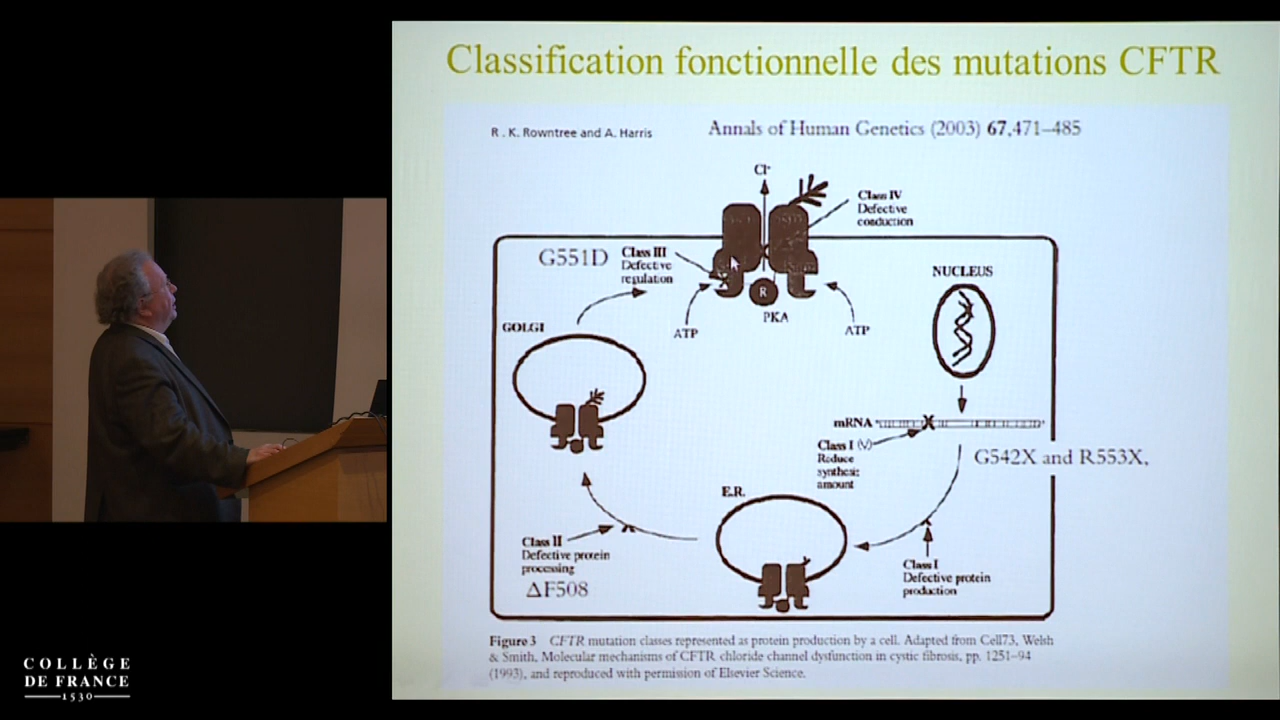 Classification fonctionnelle des mutations CFTR
R . K. Rowntree and A. Harris
Annals of Human Genetics (2003) 67,471–485
Cl-
Class IV
Defective
conduction
G551D
Class III
Defective
regulation
NUCLEUS
R
PKA
ATP
ATP
GOLGI
mRNA
Class I (V)
Reduce
synthesis
amount
G542X and R553X,
E.R.
Class II
Defective protein
processing
ΔF508
Class I
Defective protein
production
Figure 3 CFTR mutation classes represented as protein production by a cell. Adapted from Cell73, Welsh
& Smith, Molecular mechanisms of CFTR chloride channel dysfunction in cystic fibrosis, pp. 1251–94
(1993), and reproduced with permission of Elsevier Science.
COLLÈGE
DE FRANCE
1530